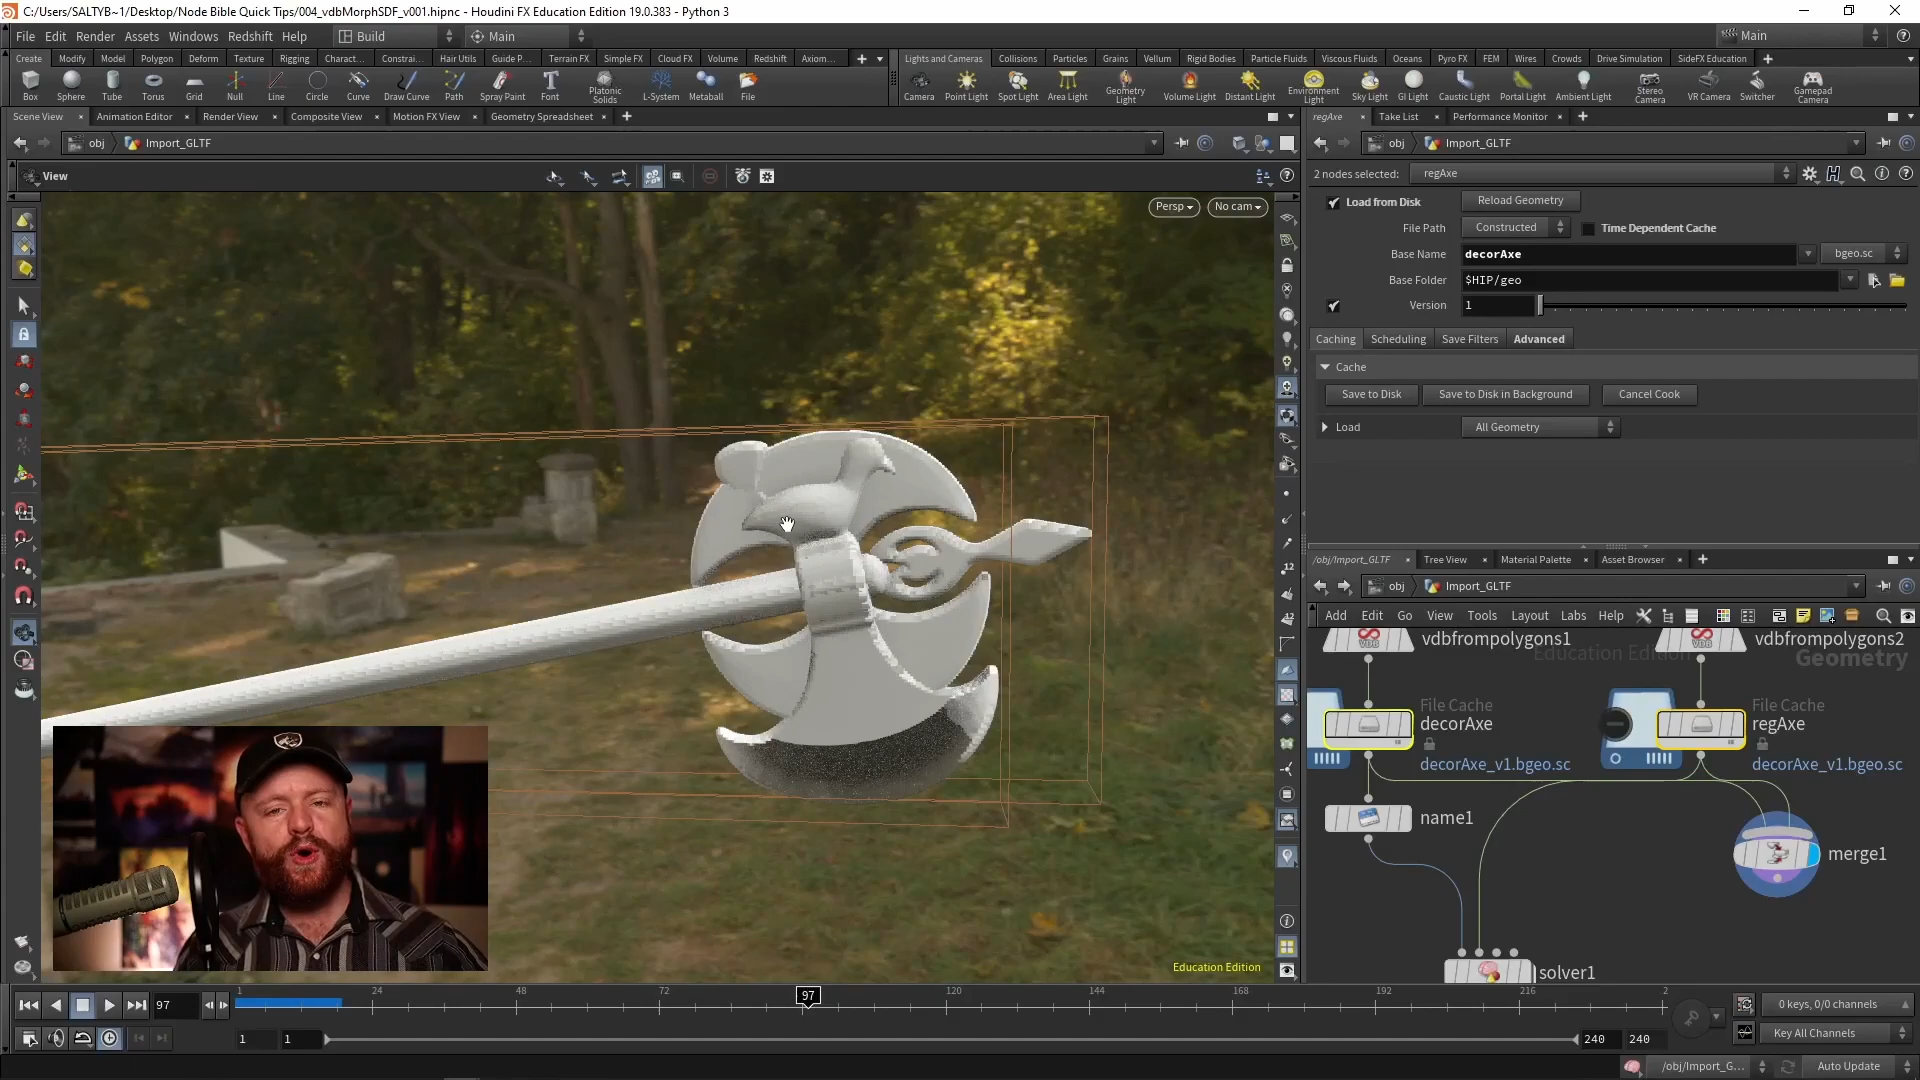 C:/Users/SALTYB~1/Desktop/Node Bible Quick Tips/004_vdbMorphSDF_v001.hipnc - Houdini FX Education Edition 19.0.383 - Python 3
File Edit Render Assets Windows Redshift Help Build Main Main
Create Modify Model Polygon Deform Texture Rigging Charact... Constrai... Hair Utils Guide P... Terrain FX Simple FX Cloud FX Volume Redshift Axiom...
Lights and Cameras Collisions Particles Grains Vellum Rigid Bodies Particle Fluids Viscous Fluids Oceans Pyro FX FEM Wires Crowds Drive Simulation SideFX Education
Box Sphere Tube Torus Grid Null Line Circle Curve Draw Curve Path Spray Paint Font Platonic Solids L-System Metaball File
Camera Point Light Spot Light Area Light Geometry Light Volume Light Distant Light Environment Light Sky Light GI Light Caustic Light Portal Light Ambient Light Stereo Camera VR Camera Switcher Gamepad Camera
Scene View Animation Editor Render View Composite View Motion FX View Geometry Spreadsheet
regAxe Take List Performance Monitor
obj Import_GLTF
obj Import_GLTF
View
2 nodes selected: regAxe
Persp No cam
Load from Disk Reload Geometry
File Path Constructed Time Dependent Cache
Base Name decorAxe bgeo.sc
Base Folder $HIP/geo
Version 1
Caching Scheduling Save Filters Advanced
Cache
Save to Disk Save to Disk in Background Cancel Cook
Load All Geometry
/obj/Import_GLTF Tree View Material Palette Asset Browser
obj Import_GLTF
Add Edit Go View Tools Layout Labs Help
vdbfrompolygons1 vdbfrompolygons2
Education Edition Geometry
File Cache File Cache
decorAxe regAxe
decorAxe_v1.bgeo.sc decorAxe_v1.bgeo.sc
name1
merge1
solver1
Education Edition
97 1 24 48 72 97 120 144 168 192 216 2
0 keys, 0/0 channels
1 1 240 240
Key All Channels
/obj/Import_G... Auto Update